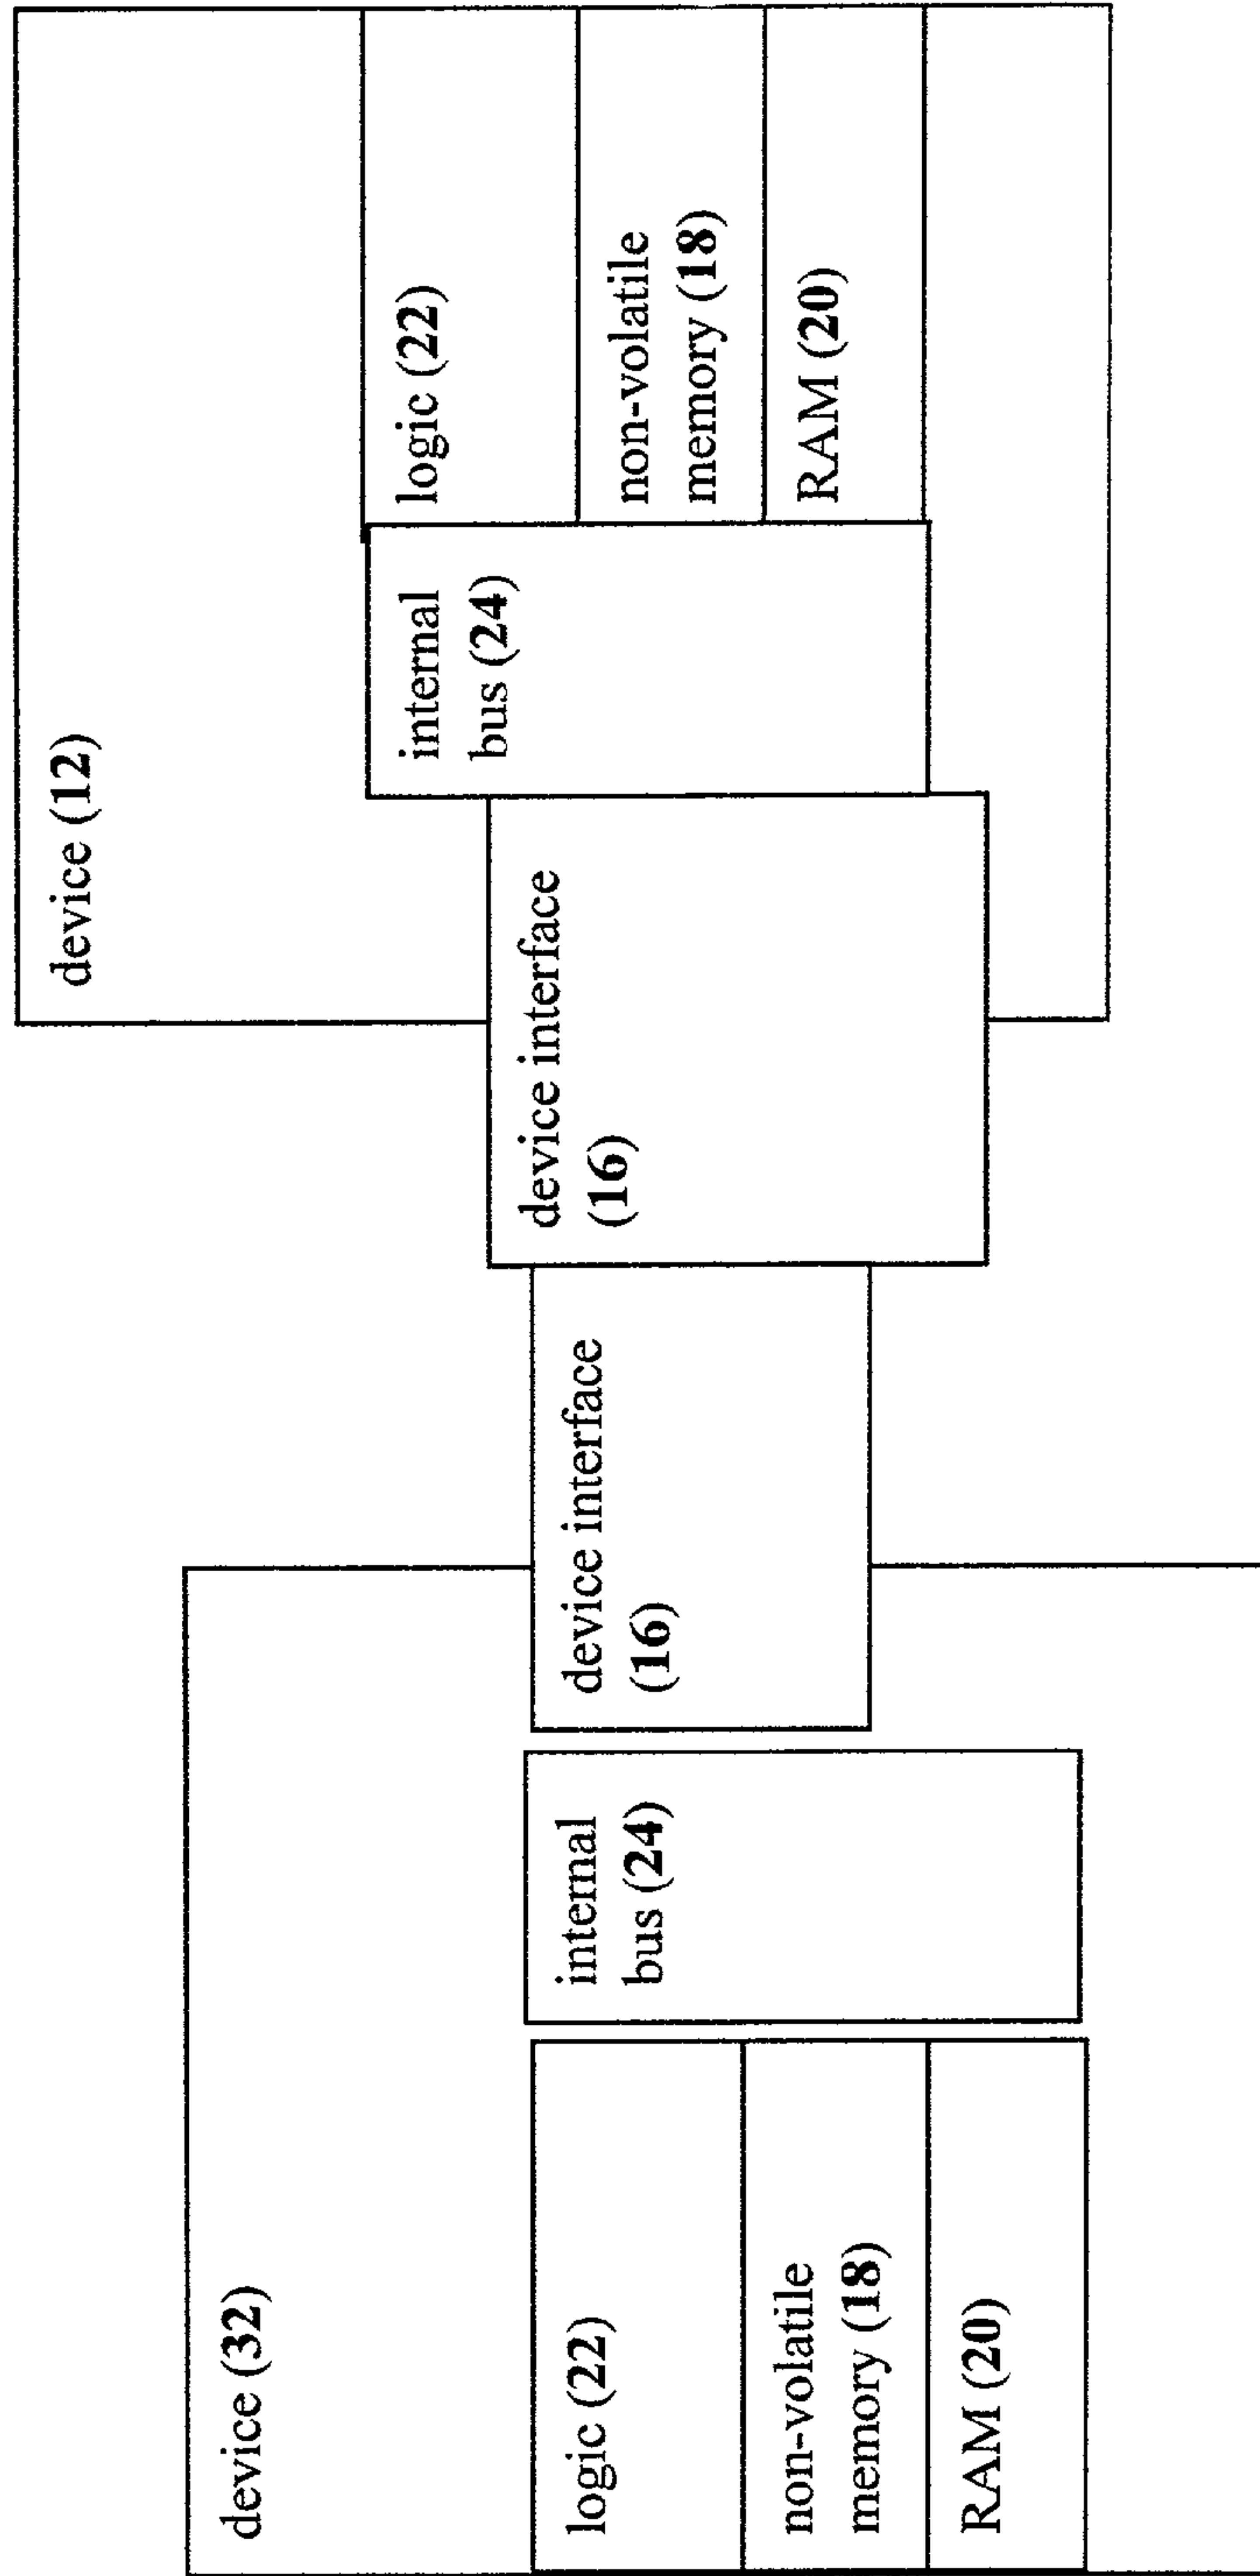 device (32)
logic (22)
non-volatile
memory (18)
RAM (20)
internal
bus (24)
device interface
(16)
device interface
(16)
device (12)
internal
bus (24)
logic (22)
non-volatile
memory (18)
RAM (20)